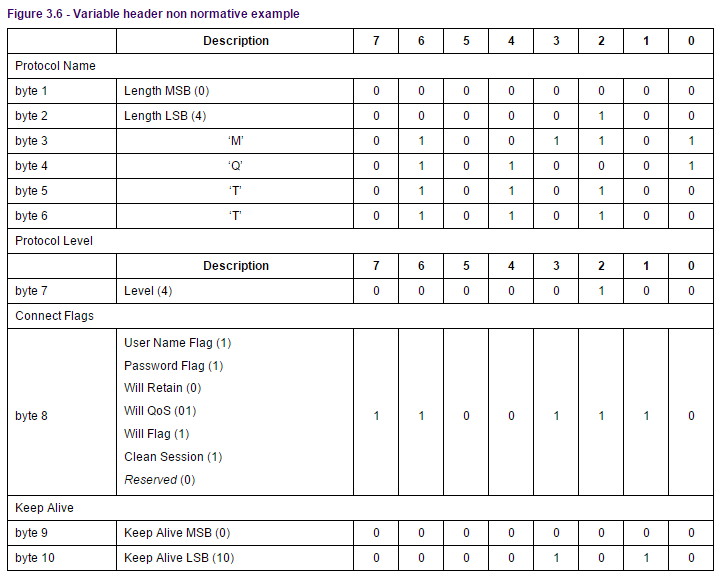 Figure 3.6 - Variable header non normative example
Description 7 6 5 4 3 2 1 0
Protocol Name
byte 1 Length MSB (0) 0 0 0 0 0 0 0 0
byte 2 Length LSB (4) 0 0 0 0 0 1 0 0
byte 3 ‘M’ 0 1 0 0 1 1 0 1
byte 4 ‘Q’ 0 1 0 1 0 0 0 1
byte 5 ‘T’ 0 1 0 1 0 1 0 0
byte 6 ‘T’ 0 1 0 1 0 1 0 0
Protocol Level
Description 7 6 5 4 3 2 1 0
byte 7 Level (4) 0 0 0 0 0 1 0 0
Connect Flags
User Name Flag (1)
Password Flag (1)
Will Retain (0)
byte 8 Will QoS (01) 1 1 0 0 1 1 1 0
Will Flag (1)
Clean Session (1)
Reserved (0)
Keep Alive
byte 9 Keep Alive MSB (0) 0 0 0 0 0 0 0 0
byte 10 Keep Alive LSB (10) 0 0 0 0 1 0 1 0